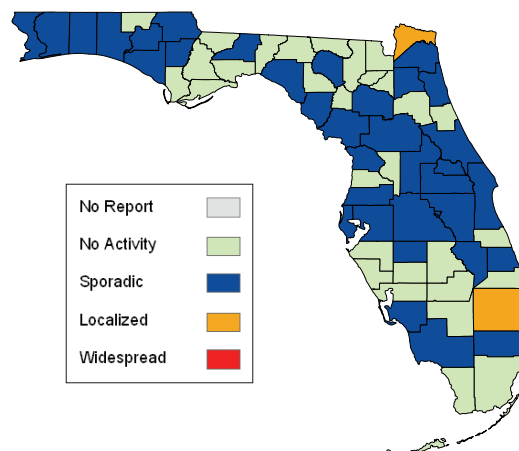 No Report
No Activity
Sporadic
Localized
Widespread